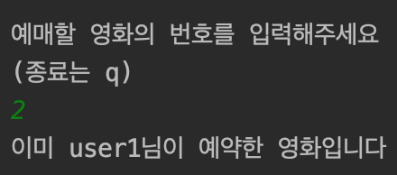 예매할 영화의 번호를 입력해주세요
(종료는 q)
2
이미 user1님이 예약한 영화입니다